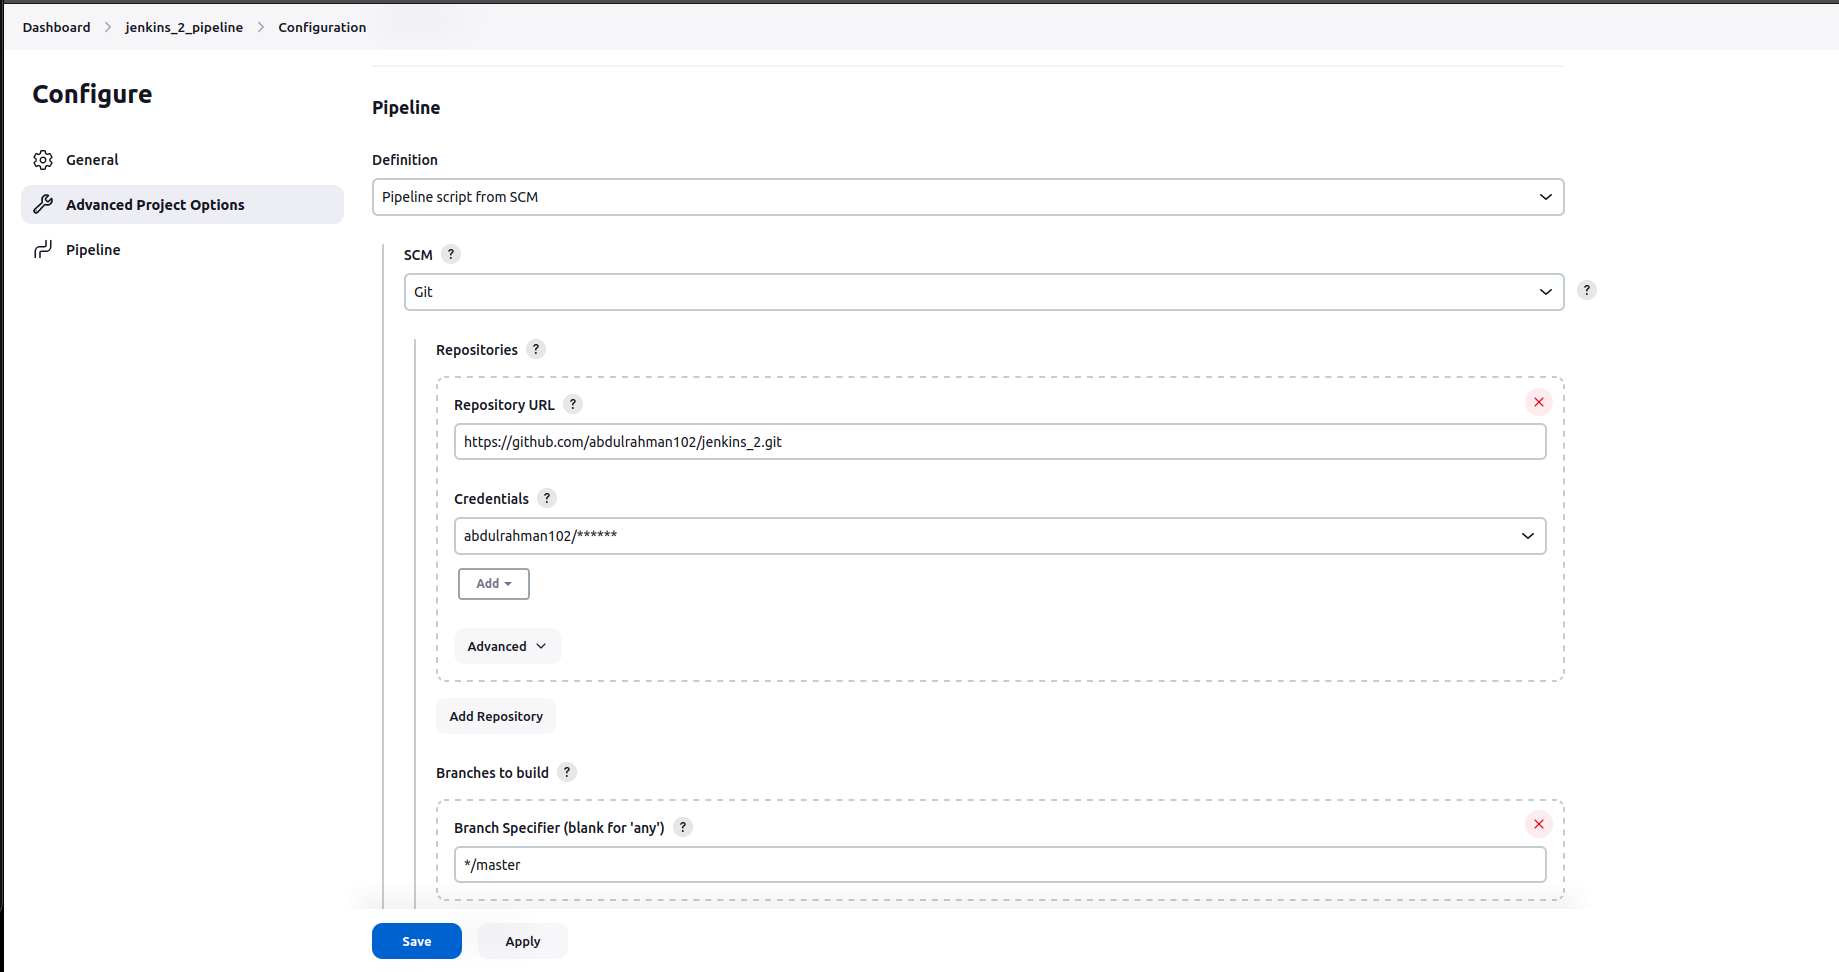 Dashboard > jenkins_2_pipeline > Configuration
Configure
General
Advanced Project Options
Pipeline
Pipeline
Definition
Pipeline script from SCM
SCM ?
Git
?
Repositories ?
Repository URL ?
https://github.com/abdulrahman102/jenkins_2.git
Credentials ?
abdulrahman102/******
Add
Advanced
Add Repository
Branches to build ?
Branch Specifier (blank for 'any') ?
*/master
Save Apply